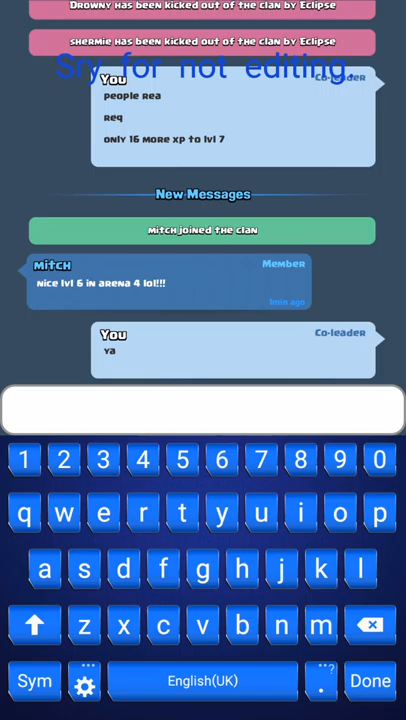 Drowny has been kicked out of the clan by Eclipse
shermie has been kicked out of the clan by Eclipse
Sry for not editing.
You
Co-leader
people rea
Req
only 16 more xp to lvl 7
New Messages
Mitch joined the clan
Mitch
Member
nice lvl 6 in arena 4 lol!!!
1min ago
You
Co-leader
ya
1 2 3 4 5 6 7 8 9 0
q w e r t y u i o p
a s d f g h j k l
z x c v b n m
Sym English(UK) . ? Done